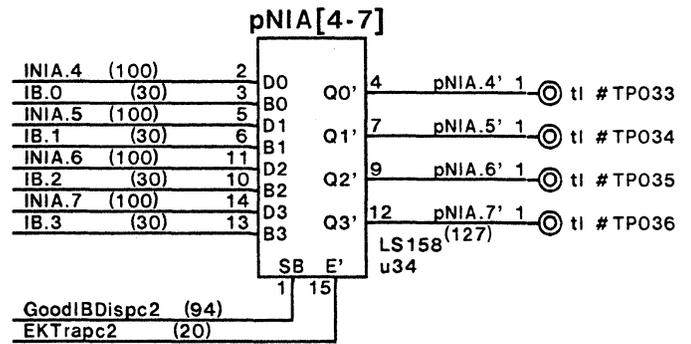 pNIA[4-7]
INIA.4 (100) 2 D0
IB.0 (30) 3 B0
INIA.5 (100) 5 D1
IB.1 (30) 6 B1
INIA.6 (100) 11 D2
IB.2 (30) 10 B2
INIA.7 (100) 14 D3
IB.3 (30) 13 B3
Q0' 4 pNIA.4' 1 tl #TP033
Q1' 7 pNIA.5' 1 tl #TP034
Q2' 9 pNIA.6' 1 tl #TP035
Q3' 12 pNIA.7' 1 tl #TP036
(127)
LS158
u34
SB E'
1 15
GoodIBDispc2 (94)
EKTrapc2 (20)